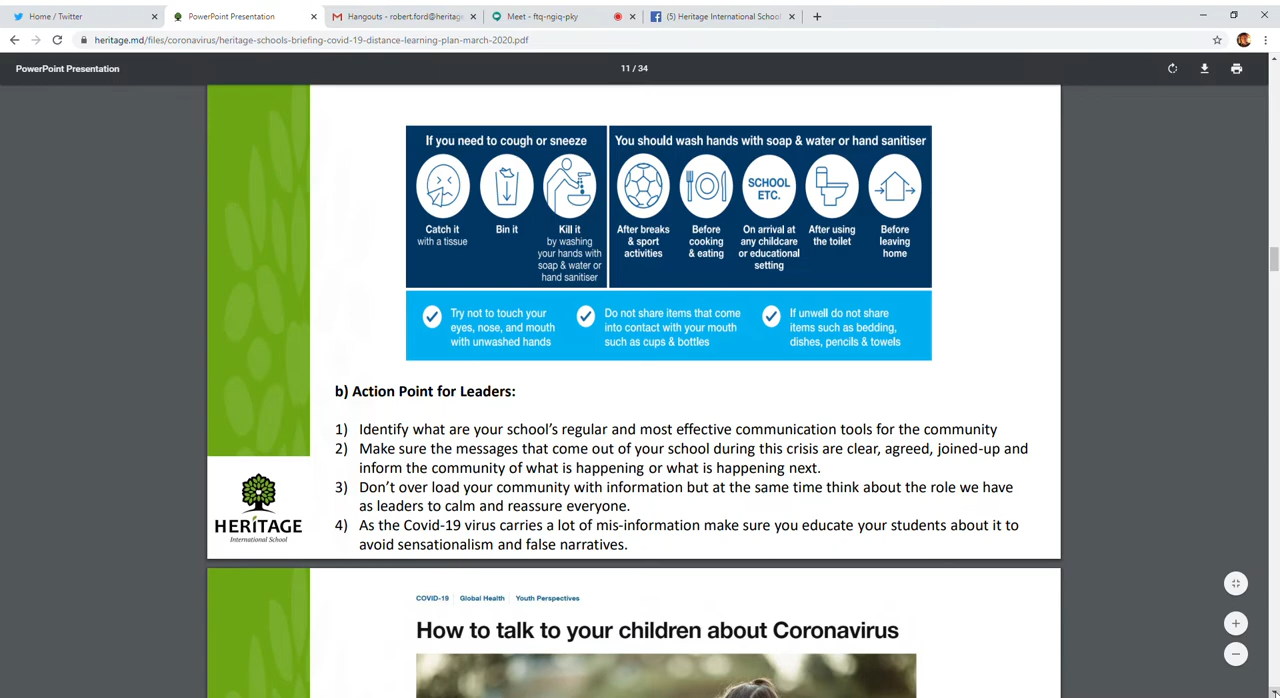 Home / Twitter
PowerPoint Presentation
Hangouts - robert.ford@heritage
Meet - ftq-ngiq-pky
(5) Heritage International School
heritage.md/files/coronavirus/heritage-schools-briefing-covid-19-distance-learning-plan-march-2020.pdf
PowerPoint Presentation
11 / 34
If you need to cough or sneeze
Catch it
with a tissue
Bin it
Kill it
by washing
your hands with
soap & water or
hand sanitiser
You should wash hands with soap & water or hand sanitiser
After breaks
& sport
activities
Before
cooking
& eating
SCHOOL
ETC.
On arrival at
any childcare
or educational
setting
After using
the toilet
Before
leaving
home
Try not to touch your
eyes, nose, and mouth
with unwashed hands
Do not share items that come
into contact with your mouth
such as cups & bottles
If unwell do not share
items such as bedding,
dishes, pencils & towels
b) Action Point for Leaders:
1) Identify what are your school's regular and most effective communication tools for the community
2) Make sure the messages that come out of your school during this crisis are clear, agreed, joined-up and
inform the community of what is happening or what is happening next.
3) Don't over load your community with information but at the same time think about the role we have
as leaders to calm and reassure everyone.
4) As the Covid-19 virus carries a lot of mis-information make sure you educate your students about it to
avoid sensationalism and false narratives.
HERÍTAGE
International School
COVID-19 Global Health Youth Perspectives
How to talk to your children about Coronavirus